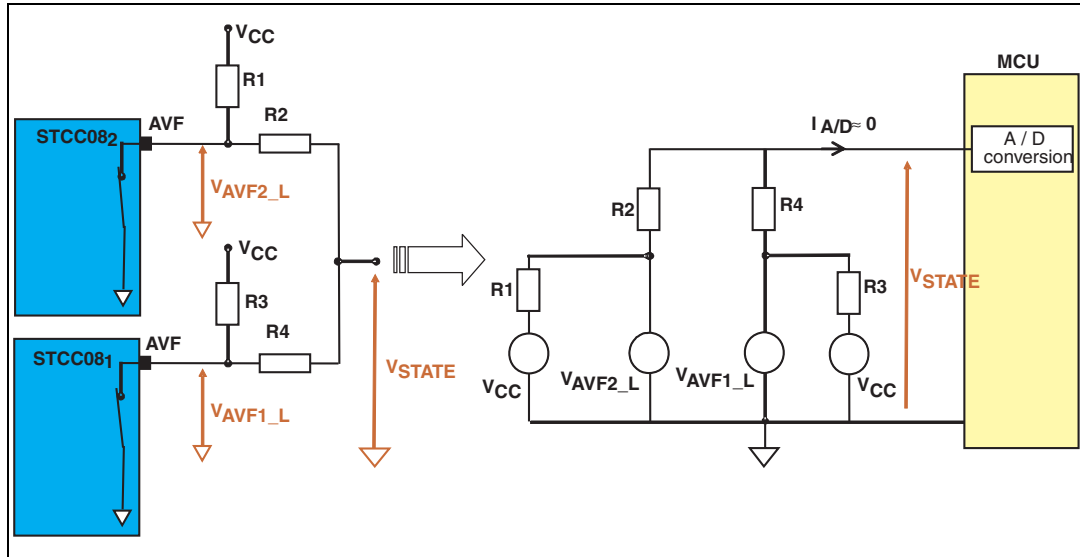 VCC
R1
R2
STCC082
AVF
VAVF2_L
VCC
R3
R4
STCC081
AVF
VAVF1_L
VSTATE
MCU
I A/D≈ 0
A / D
conversion
R2
R4
R1
R3
VSTATE
VCC
VAVF2_L
VAVF1_L
VCC